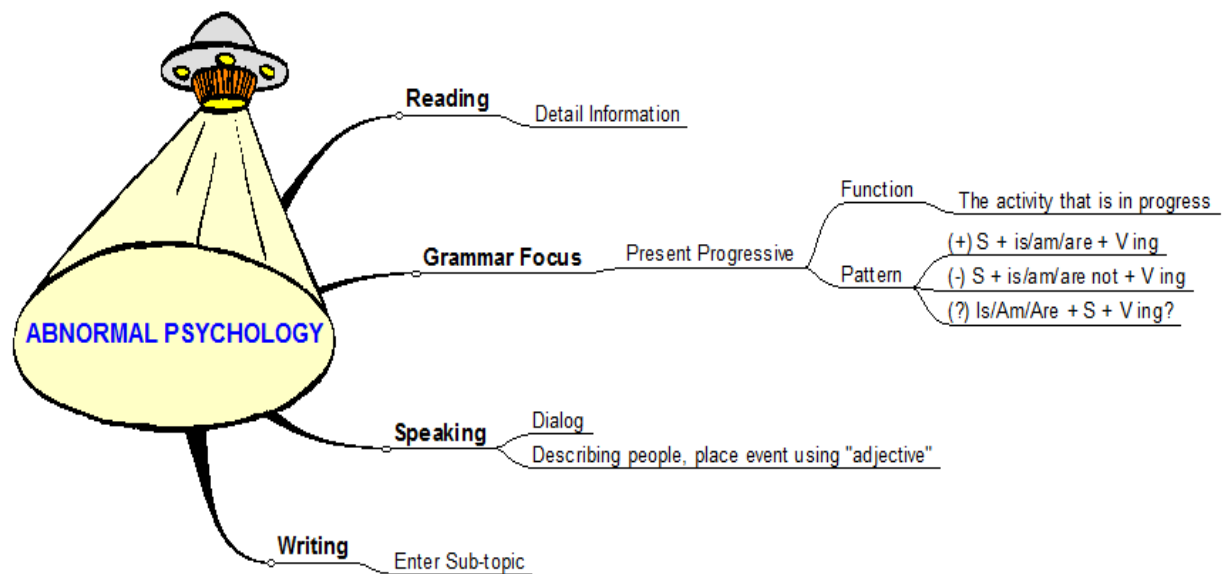 Reading
Detail Information
Function
The activity that is in progress
Grammar Focus
Present Progressive
Pattern
(+) S + is/am/are + V ing
(-) S + is/am/are not + V ing
(?) Is/Am/Are + S + V ing?
ABNORMAL PSYCHOLOGY
Speaking
Dialog
Describing people, place event using "adjective"
Writing
Enter Sub-topic